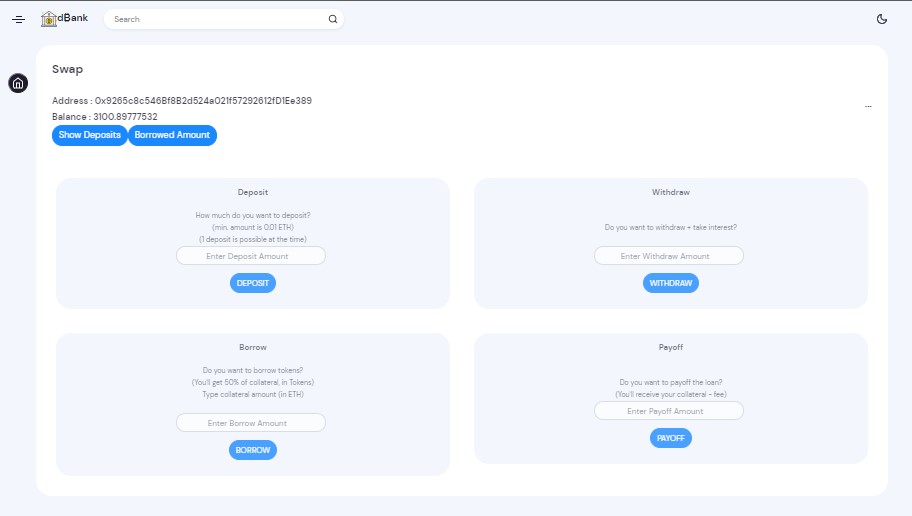 dBank
Search
Swap
Address : 0x9265c8c546Bf8B2d524a021f57292612fD1Ee389
...
Balance : 3100.89777532
Show Deposits
Borrowed Amount
Deposit
How much do you want to deposit?
(min. amount is 0.01 ETH)
(1 deposit is possible at the time)
Enter Deposit Amount
DEPOSIT
Withdraw
Do you want to withdraw + take interest?
Enter Withdraw Amount
WITHDRAW
Borrow
Do you want to borrow tokens?
(You'll get 50% of collateral, in Tokens)
Type collateral amount (in ETH)
Enter Borrow Amount
BORROW
Payoff
Do you want to payoff the loan?
(You'll receive your collateral - fee)
Enter Payoff Amount
PAYOFF